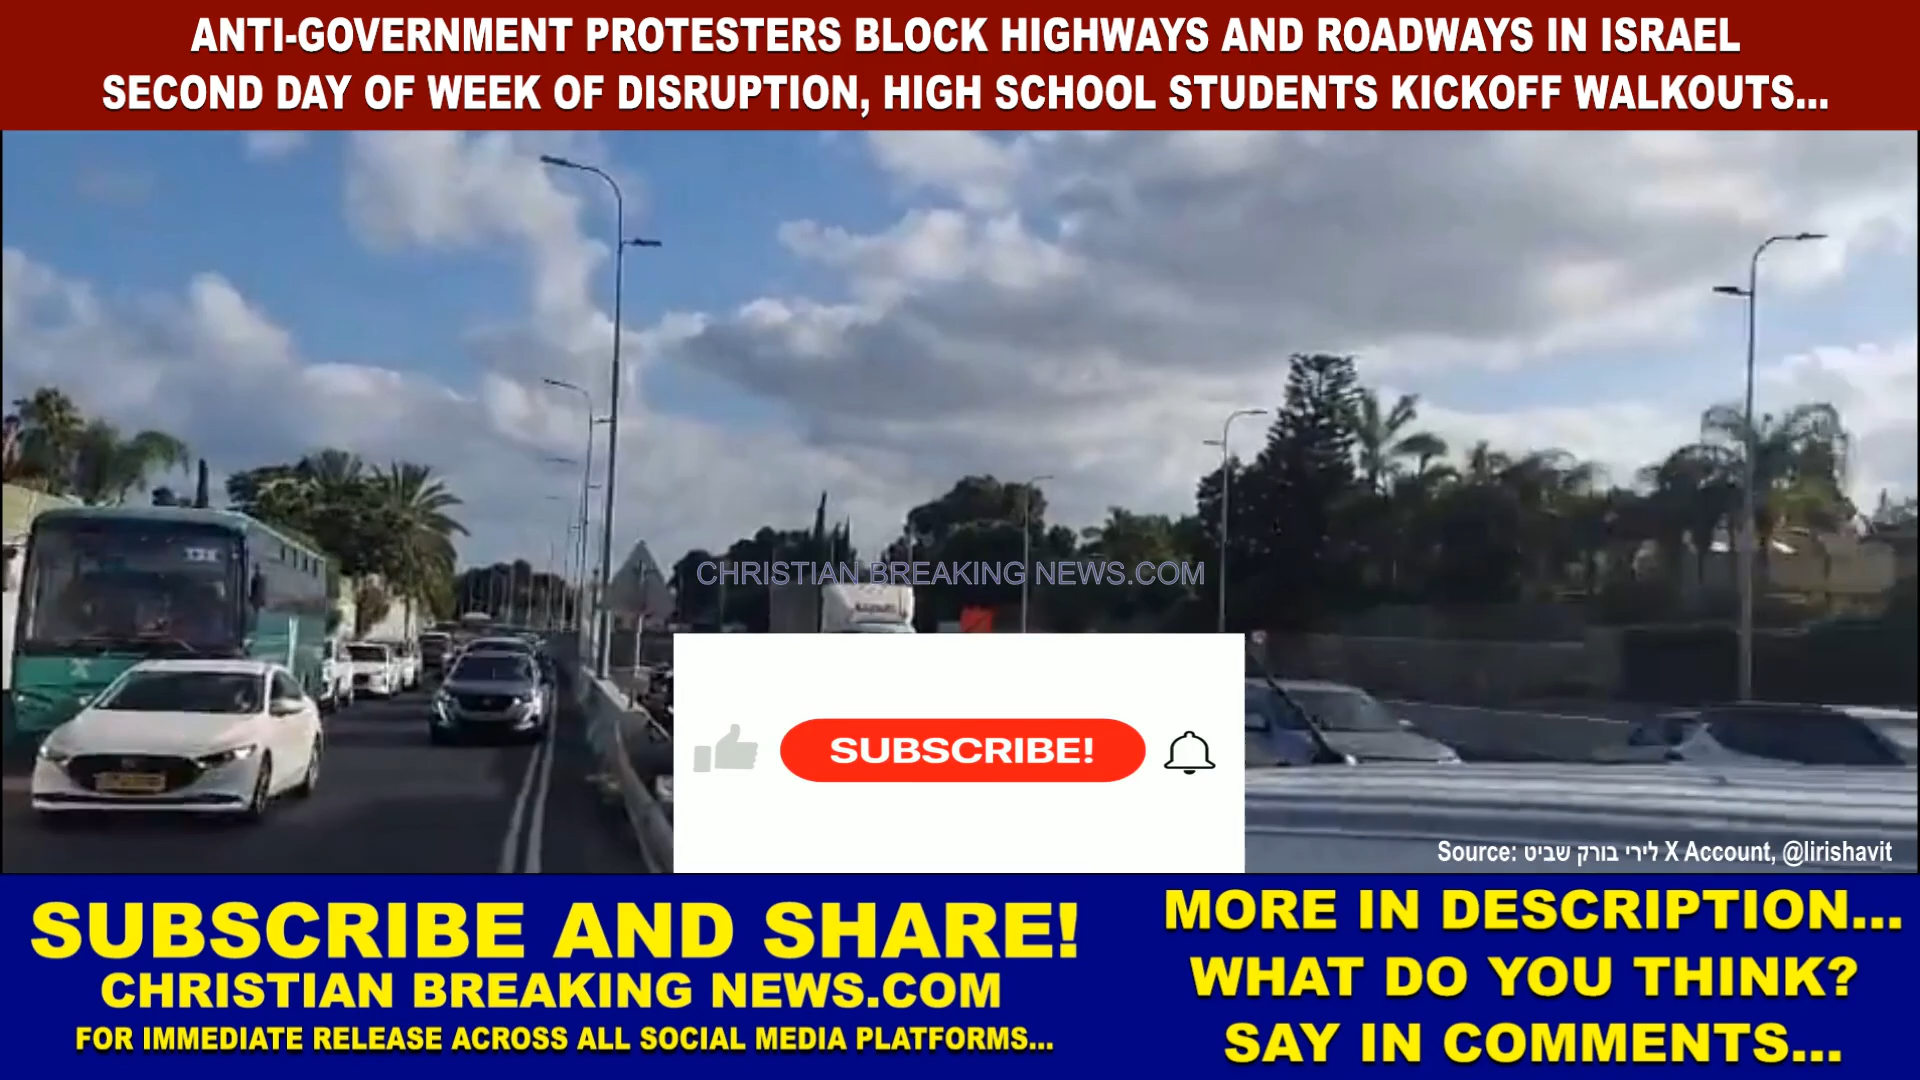 ANTI-GOVERNMENT PROTESTERS BLOCK HIGHWAYS AND ROADWAYS IN ISRAEL
SECOND DAY OF WEEK OF DISRUPTION, HIGH SCHOOL STUDENTS KICKOFF WALKOUTS...
CHRISTIAN BREAKING NEWS.COM
SUBSCRIBE!
Source: לירי בורק שביט X Account, @lirishavit
SUBSCRIBE AND SHARE!
CHRISTIAN BREAKING NEWS.COM
FOR IMMEDIATE RELEASE ACROSS ALL SOCIAL MEDIA PLATFORMS...
MORE IN DESCRIPTION...
WHAT DO YOU THINK?
SAY IN COMMENTS...